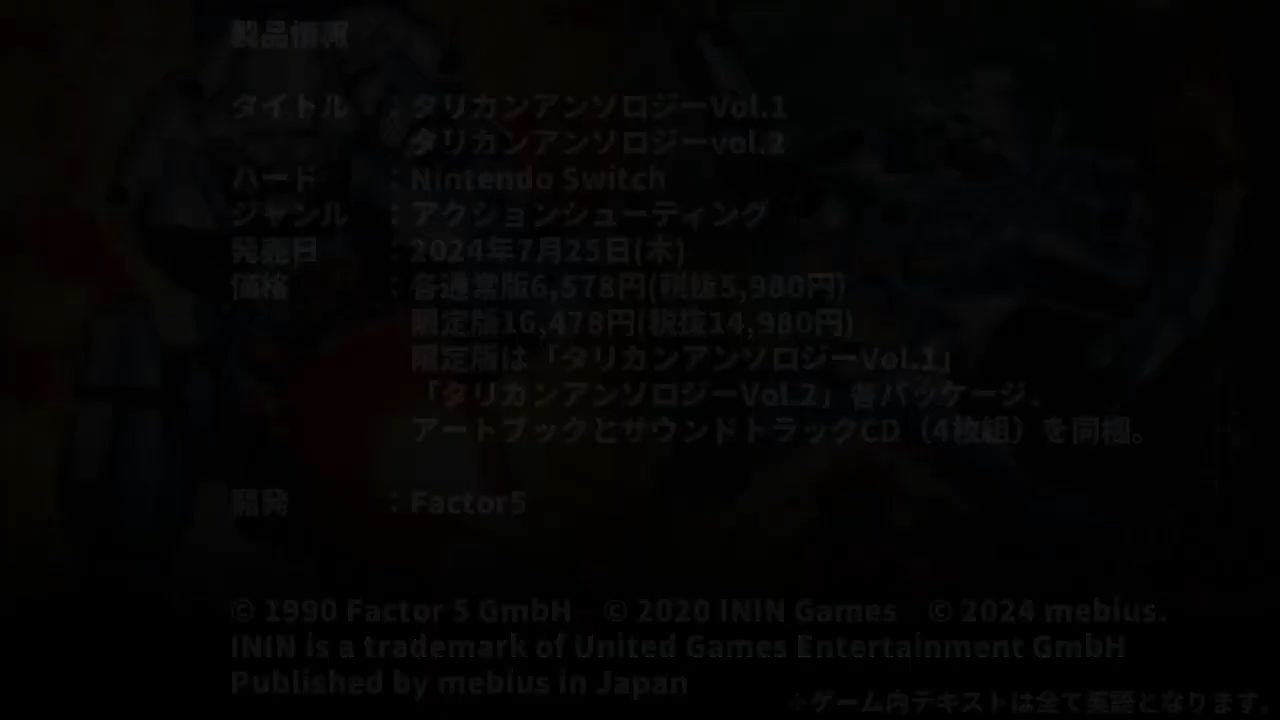 製品情報
タイトル ：タリカンアンソロジーVol.1
タリカンアンソロジーvol.2
ハード ：Nintendo Switch
ジャンル ：アクションシューティング
発売日 ：2024年7月25日(木)
価格 ：各通常版6,578円(税抜5,980円)
限定版16,478円(税抜14,980円)
限定版は「タリカンアンソロジーVol.1」
「タリカンアンソロジーVol.2」各パッケージ、
アートブックとサウンドトラックCD（4枚組）を同梱。
開発 ：Factor5
© 1990 Factor 5 GmbH © 2020 ININ Games © 2024 mebius.
ININ is a trademark of United Games Entertainment GmbH
Published by mebius in Japan
※ゲーム内テキストは全て英語となります。